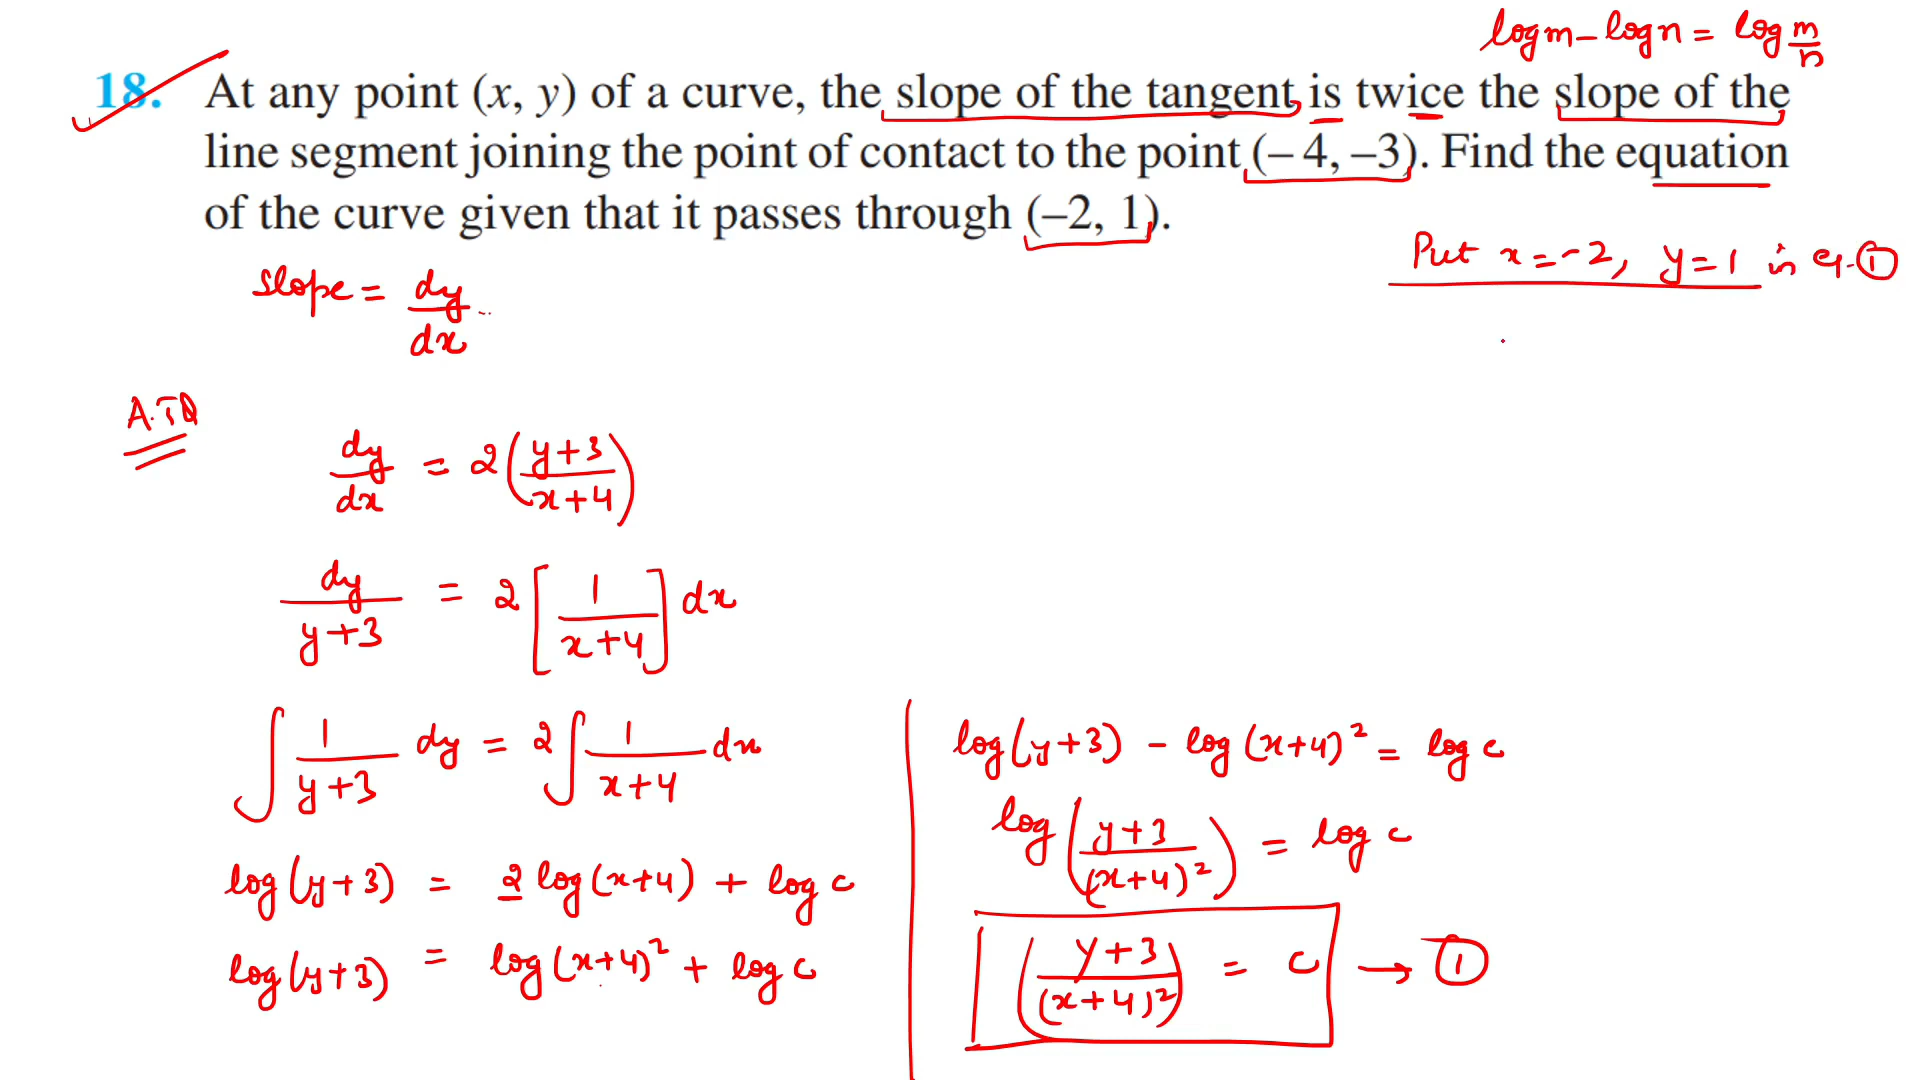 log m – log n = log m/n
18. At any point (x, y) of a curve, the slope of the tangent is twice the slope of the
line segment joining the point of contact to the point (– 4, –3). Find the equation
of the curve given that it passes through (–2, 1).
Put x = -2, y = 1 in eq. ①
slope = dy/dx
A.T.Q
dy/dx = 2((y+3)/(x+4))
dy/(y+3) = 2[1/(x+4)] dx
∫ 1/(y+3) dy = 2∫ 1/(x+4) dx
log(y+3) = 2 log(x+4) + log c
log(y+3) = log(x+4)² + log c
log(y+3) - log(x+4)² = log c
log((y+3)/(x+4)²) = log c
((y+3)/(x+4)²) = c → ①